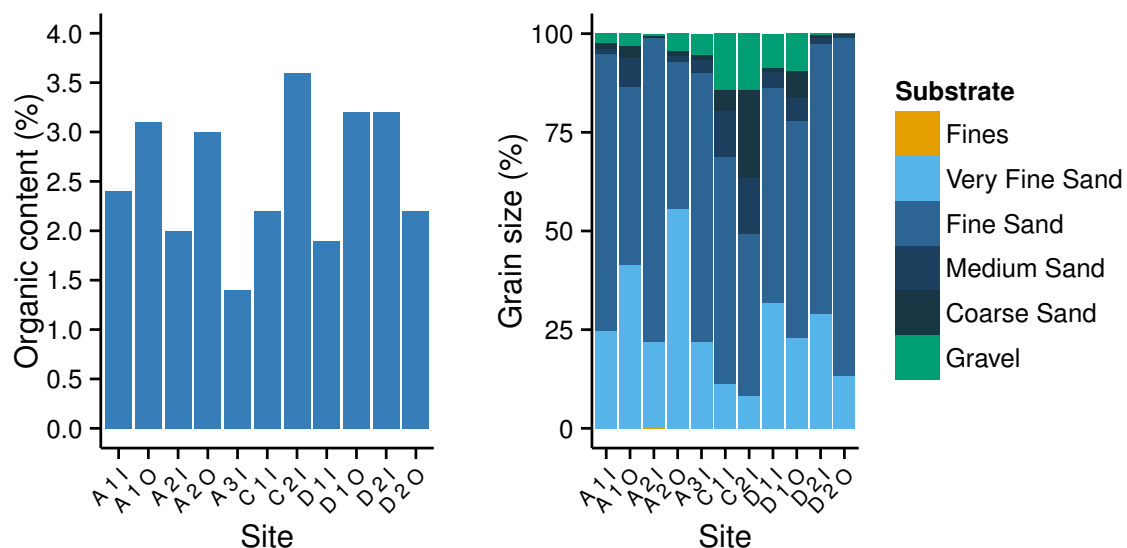 Organic content (%)
4.0
3.5
3.0
2.5
2.0
1.5
1.0
0.5
0.0
A1I
A1O
A2I
A2O
A3I
C1I
C2I
D1I
D1O
D2I
D2O
Site
Grain size (%)
100
75
50
25
0
A1I
A1O
A2I
A2O
A3I
C1I
C2I
D1I
D1O
D2I
D2O
Site
Substrate
Fines
Very Fine Sand
Fine Sand
Medium Sand
Coarse Sand
Gravel